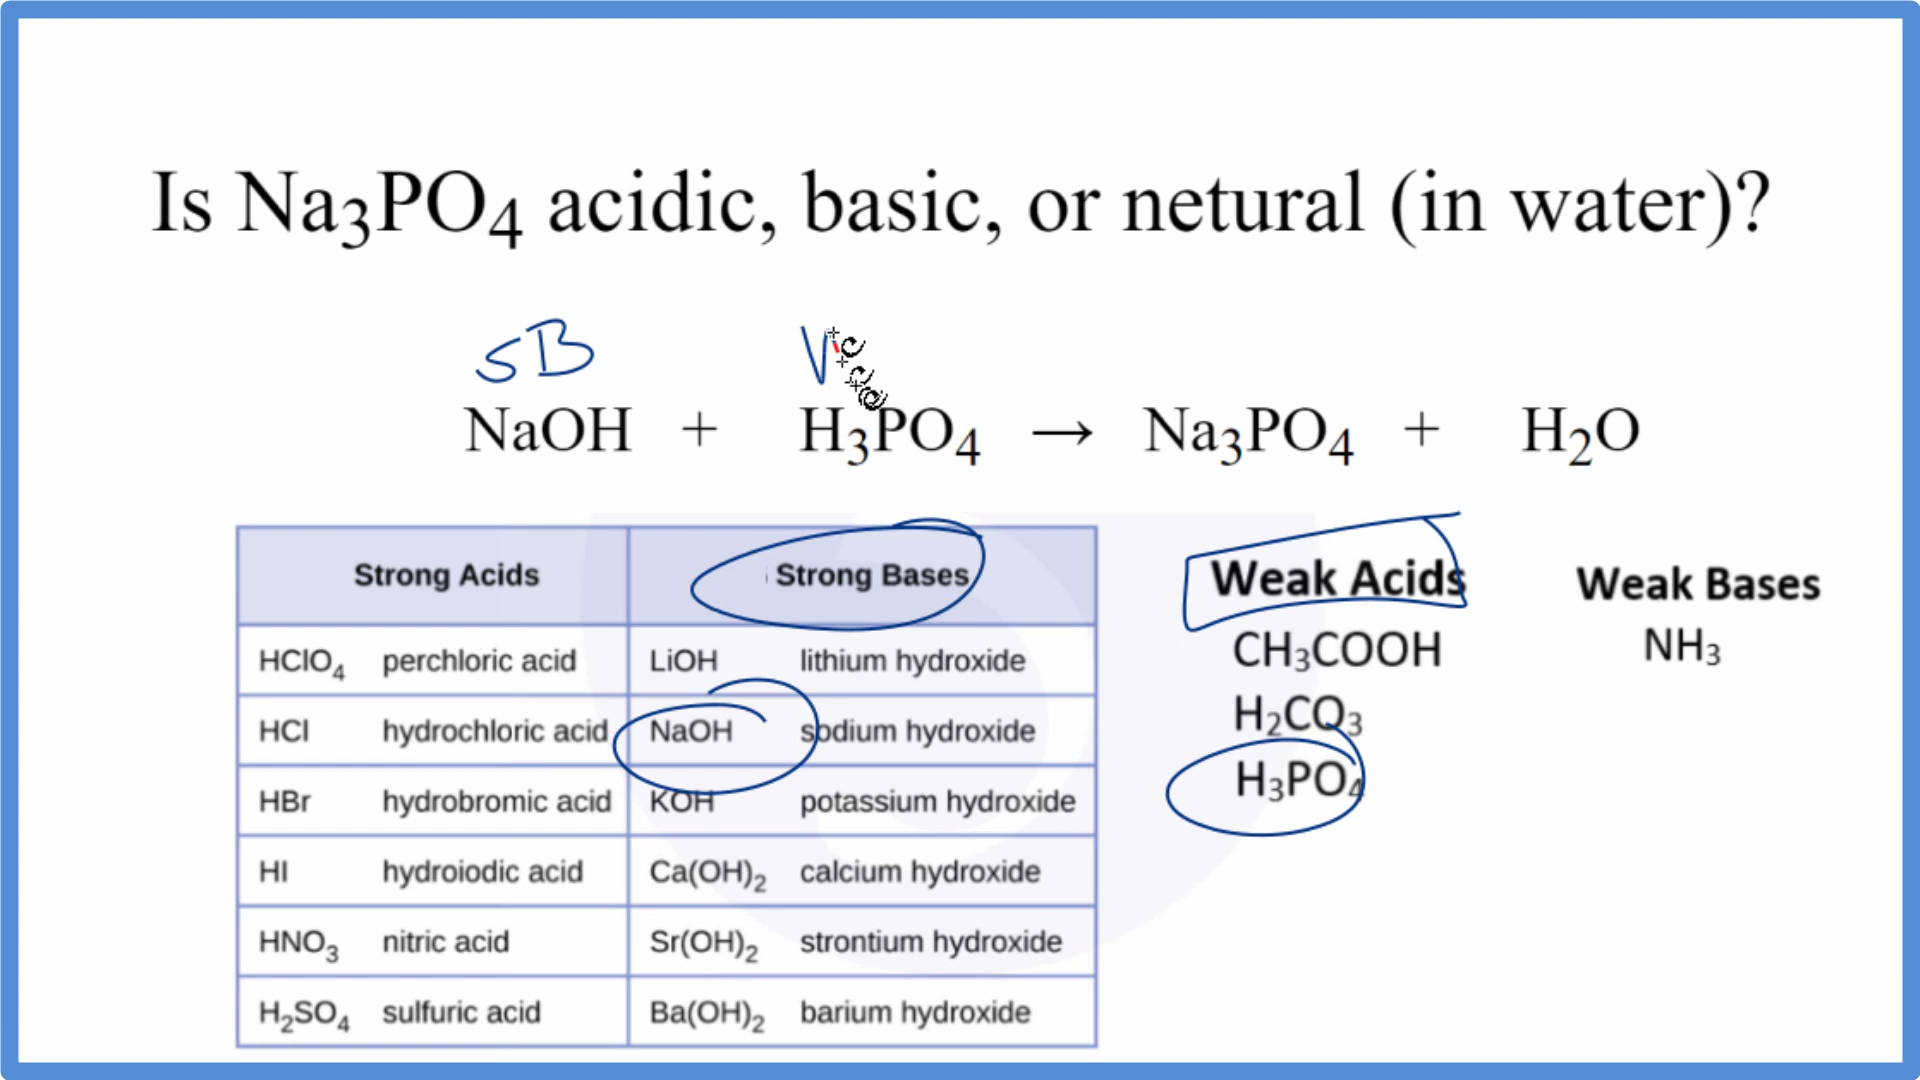 Is Na₃PO₄ acidic, basic, or netural (in water)?
SB
NaOH + H₃PO₄ → Na₃PO₄ + H₂O
Strong Acids Strong Bases
HClO₄ perchloric acid LiOH lithium hydroxide
HCl hydrochloric acid NaOH sodium hydroxide
HBr hydrobromic acid KOH potassium hydroxide
HI hydroiodic acid Ca(OH)₂ calcium hydroxide
HNO₃ nitric acid Sr(OH)₂ strontium hydroxide
H₂SO₄ sulfuric acid Ba(OH)₂ barium hydroxide
Weak Acids
CH₃COOH
H₂CO₃
H₃PO₄
Weak Bases
NH₃